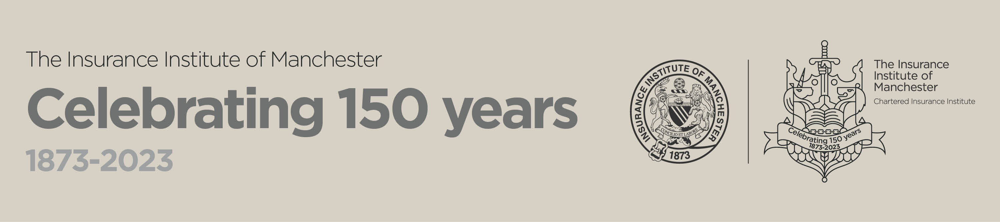 The Insurance Institute of Manchester
Celebrating 150 years
1873-2023
INSURANCE INSTITUTE OF MANCHESTER
CONCILIO ET LABORE
1873
The Insurance
Institute of
Manchester
Chartered Insurance Institute
Celebrating 150 years
1873-2023